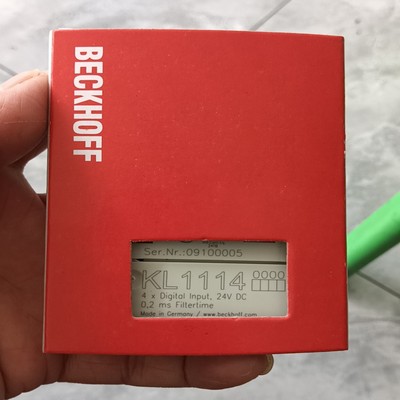 BECKHOFF
Ser.Nr.:09100005
KL1114 0000
4 x Digital Input, 24V DC
0,2 ms Filtertime
Made in Germany / www.beckhoff.com